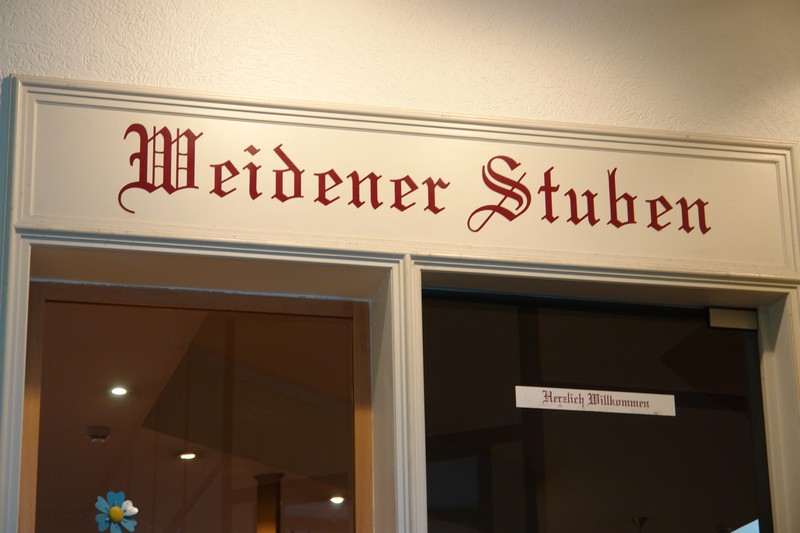 Weidener Stuben
Herzlich Willkommen